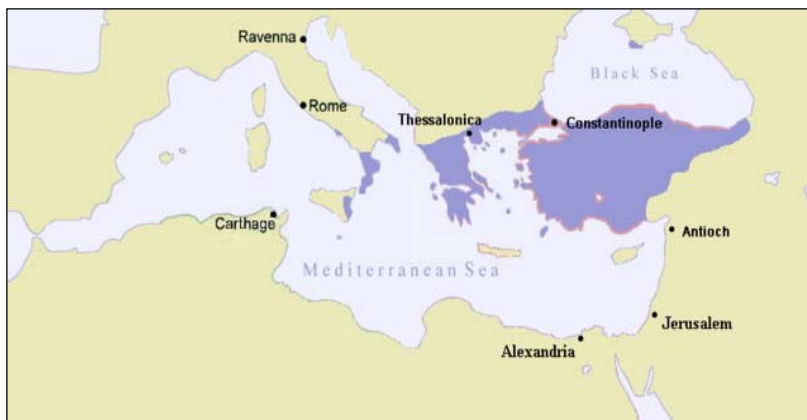 Ravenna
Black Sea
Rome
Thessalonica
Constantinople
Carthage
Antioch
Mediterranean Sea
Jerusalem
Alexandria